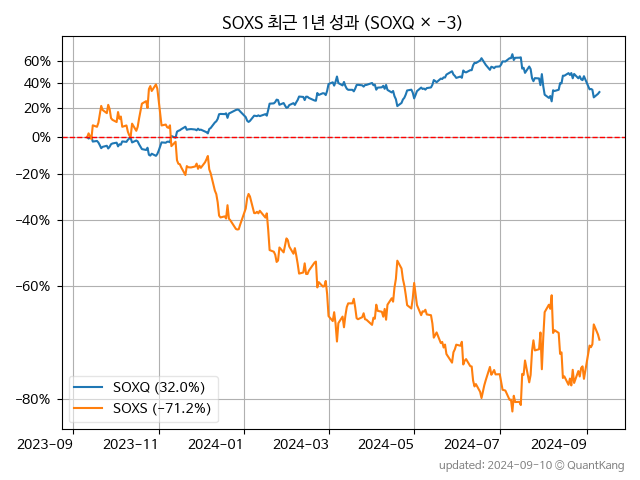 SOXS 최근 1년 성과 (SOXQ × −3)
60%
40%
20%
0%
−20%
−40%
−60%
−80%
SOXQ (32.0%)
SOXS (−71.2%)
2023-09 2023-11 2024-01 2024-03 2024-05 2024-07 2024-09
updated: 2024-09-10 © QuantKang